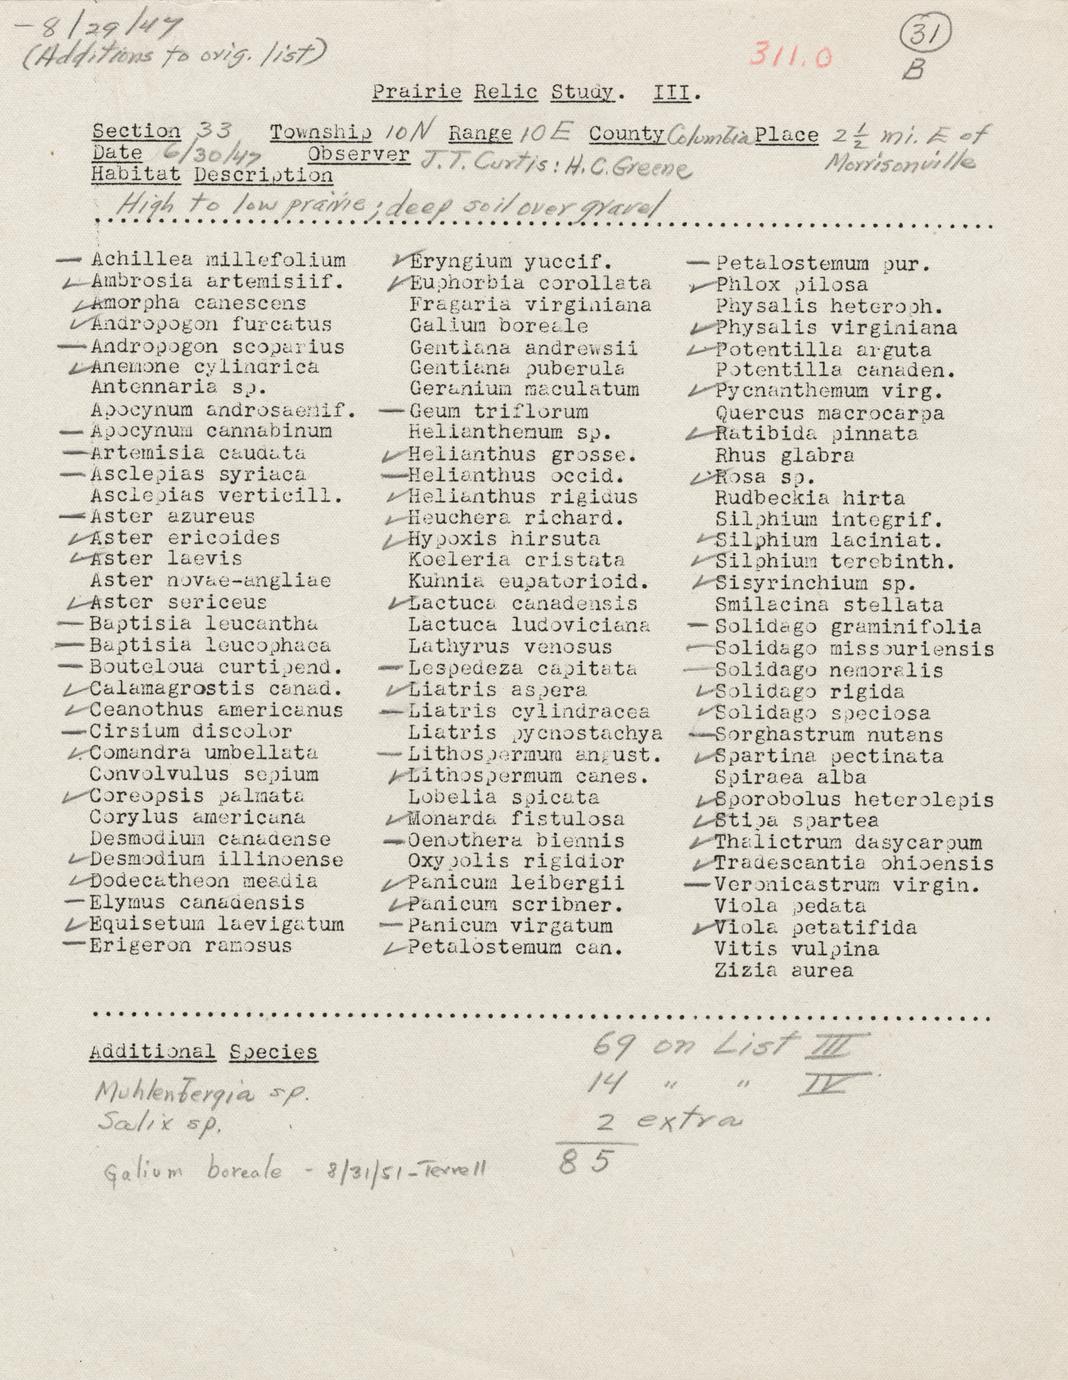 -8/29/47
(Additions to orig. list)
311.0
31
B
Prairie Relic Study. III.
Section 33 Township 10N Range 10E County Columbia Place 2½ mi. E of
Date 6/30/47 Observer J.T. Curtis: H.C. Greene Morrisonville
Habitat Description
High to low prairie; deep soil over gravel
— Achillea millefolium
✓ Ambrosia artemisiif.
✓ Amorpha canescens
✓ Andropogon furcatus
— Andropogon scoparius
✓ Anemone cylindrica
Antennaria sp.
Apocynum androsaemif.
— Apocynum cannabinum
— Artemisia caudata
— Asclepias syriaca
Asclepias verticill.
— Aster azureus
✓ Aster ericoides
✓ Aster laevis
Aster novae-angliae
✓ Aster sericeus
— Baptisia leucantha
— Baptisia leucophaea
— Bouteloua curtipend.
✓ Calamagrostis canad.
✓ Ceanothus americanus
— Cirsium discolor
✓ Comandra umbellata
Convolvulus sepium
✓ Coreopsis palmata
Corylus americana
Desmodium canadense
✓ Desmodium illinoense
✓ Dodecatheon meadia
— Elymus canadensis
✓ Equisetum laevigatum
— Erigeron ramosus
✓ Eryngium yuccif.
✓ Euphorbia corollata
Fragaria virginiana
Galium boreale
Gentiana andrewsii
Gentiana puberula
Geranium maculatum
— Geum triflorum
Helianthemum sp.
✓ Helianthus grosse.
— Helianthus occid.
✓ Helianthus rigidus
✓ Heuchera richard.
✓ Hypoxis hirsuta
Koeleria cristata
Kuhnia eupatorioid.
✓ Lactuca canadensis
Lactuca ludoviciana
Lathyrus venosus
— Lespedeza capitata
✓ Liatris aspera
— Liatris cylindracea
Liatris pycnostachya
— Lithospermum angust.
✓ Lithospermum canes.
Lobelia spicata
✓ Monarda fistulosa
— Oenothera biennis
Oxypolis rigidior
✓ Panicum leibergii
✓ Panicum scribner.
— Panicum virgatum
✓ Petalostemum can.
— Petalostemum pur.
✓ Phlox pilosa
Physalis heteroph.
✓ Physalis virginiana
✓ Potentilla arguta
Potentilla canaden.
✓ Pycnanthemum virg.
Quercus macrocarpa
✓ Ratibida pinnata
Rhus glabra
✓ Rosa sp.
Rudbeckia hirta
Silphium integrif.
✓ Silphium laciniat.
✓ Silphium terebinth.
✓ Sisyrinchium sp.
Smilacina stellata
— Solidago graminifolia
— Solidago missouriensis
— Solidago nemoralis
✓ Solidago rigida
✓ Solidago speciosa
— Sorghastrum nutans
✓ Spartina pectinata
Spiraea alba
✓ Sporobolus heterolepis
✓ Stipa spartea
✓ Thalictrum dasycarpum
✓ Tradescantia ohioensis
— Veronicastrum virgin.
Viola pedata
✓ Viola petatifida
Vitis vulpina
Zizia aurea
Additional Species
Muhlenbergia sp.
Salix sp.
Galium boreale - 8/31/51 - Terrell
69 on List III
14 " " IV
2 extra
85